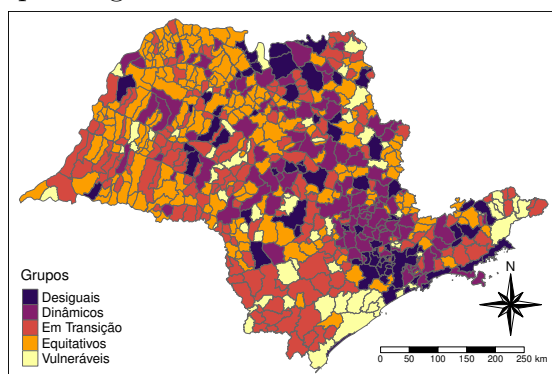 Grupos
Desiguais
Dinâmicos
Em Transição
Equitativos
Vulneráveis
N
0 50 100 150 200 250 km